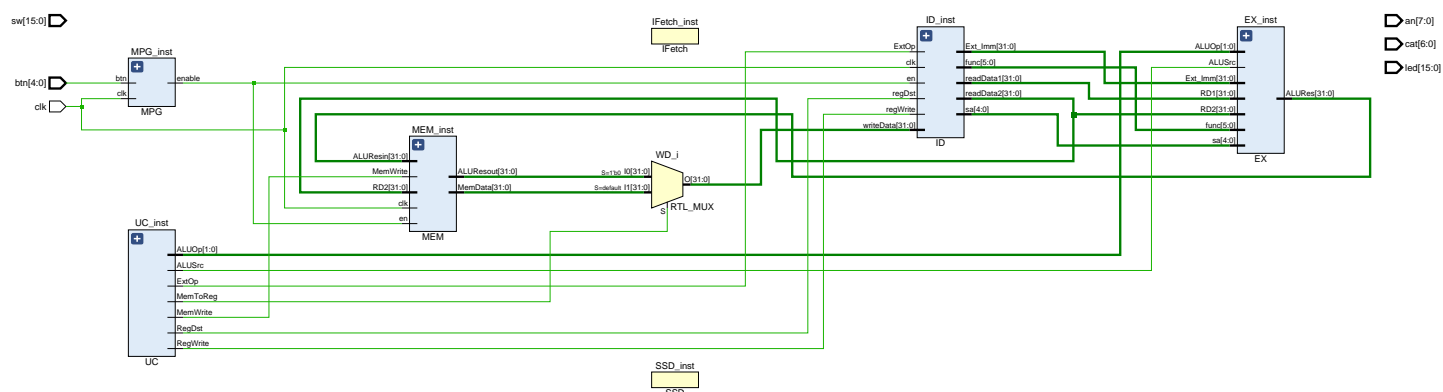 sw[15:0]
btn[4:0]
clk
MPG_inst
btn
clk
enable
MPG
UC_inst
ALUOp[1:0]
ALUSrc
ExtOp
MemToReg
MemWrite
RegDst
RegWrite
UC
MEM_inst
ALUResin[31:0]
MemWrite
RD2[31:0]
clk
en
ALUResout[31:0]
MemData[31:0]
MEM
IFetch_inst
IFetch
WD_i
S=1'b0 I0[31:0]
S=default I1[31:0]
S
O[31:0]
RTL_MUX
SSD_inst
SSD
ID_inst
ExtOp
clk
en
regDst
regWrite
writeData[31:0]
Ext_Imm[31:0]
func[5:0]
readData1[31:0]
readData2[31:0]
sa[4:0]
ID
EX_inst
ALUOp[1:0]
ALUSrc
Ext_Imm[31:0]
RD1[31:0]
RD2[31:0]
func[5:0]
sa[4:0]
ALURes[31:0]
EX
an[7:0]
cat[6:0]
led[15:0]